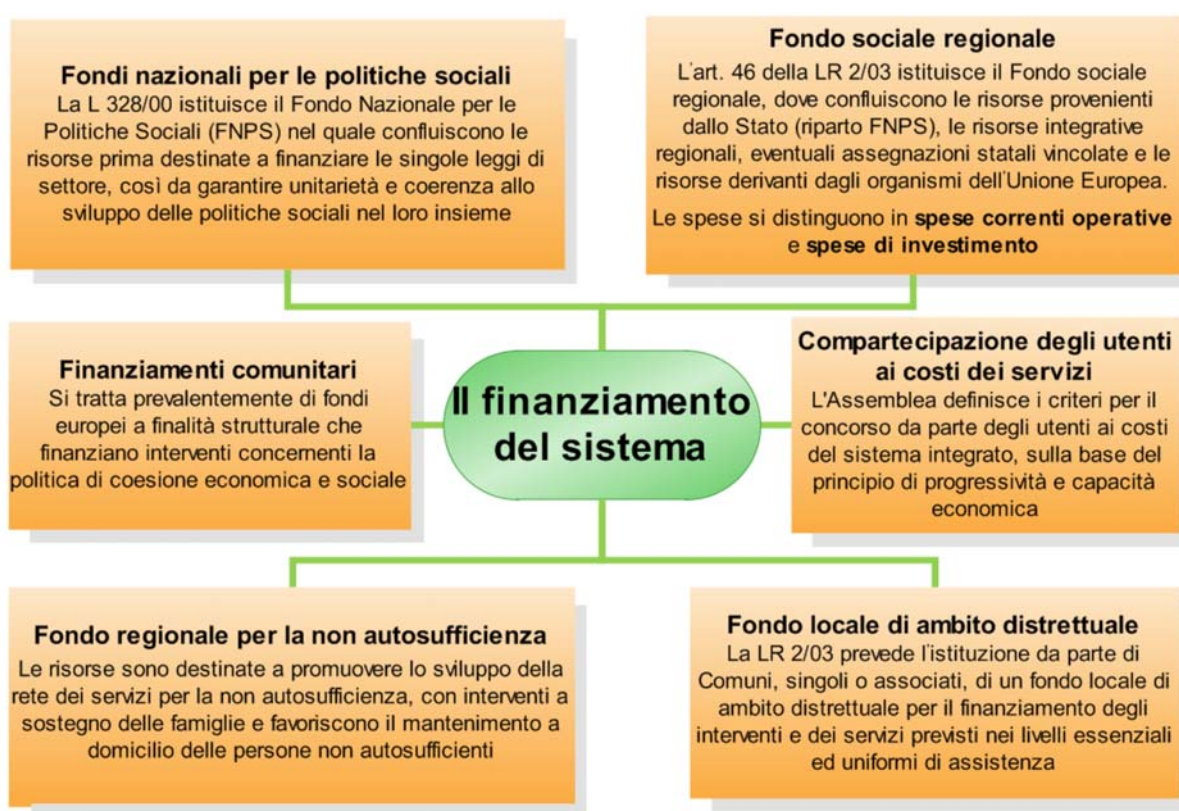 Fondi nazionali per le politiche sociali
La L 328/00 istituisce il Fondo Nazionale per le
Politiche Sociali (FNPS) nel quale confluiscono le
risorse prima destinate a finanziare le singole leggi di
settore, così da garantire unitarietà e coerenza allo
sviluppo delle politiche sociali nel loro insieme
Fondo sociale regionale
L'art. 46 della LR 2/03 istituisce il Fondo sociale
regionale, dove confluiscono le risorse provenienti
dallo Stato (riparto FNPS), le risorse integrative
regionali, eventuali assegnazioni statali vincolate e le
risorse derivanti dagli organismi dell'Unione Europea.
Le spese si distinguono in spese correnti operative
e spese di investimento
Finanziamenti comunitari
Si tratta prevalentemente di fondi
europei a finalità strutturale che
finanziano interventi concernenti la
politica di coesione economica e sociale
Il finanziamento
del sistema
Compartecipazione degli utenti
ai costi dei servizi
L'Assemblea definisce i criteri per il
concorso da parte degli utenti ai costi
del sistema integrato, sulla base del
principio di progressività e capacità
economica
Fondo regionale per la non autosufficienza
Le risorse sono destinate a promuovere lo sviluppo della
rete dei servizi per la non autosufficienza, con interventi a
sostegno delle famiglie e favoriscono il mantenimento a
domicilio delle persone non autosufficienti
Fondo locale di ambito distrettuale
La LR 2/03 prevede l'istituzione da parte di
Comuni, singoli o associati, di un fondo locale di
ambito distrettuale per il finanziamento degli
interventi e dei servizi previsti nei livelli essenziali
ed uniformi di assistenza